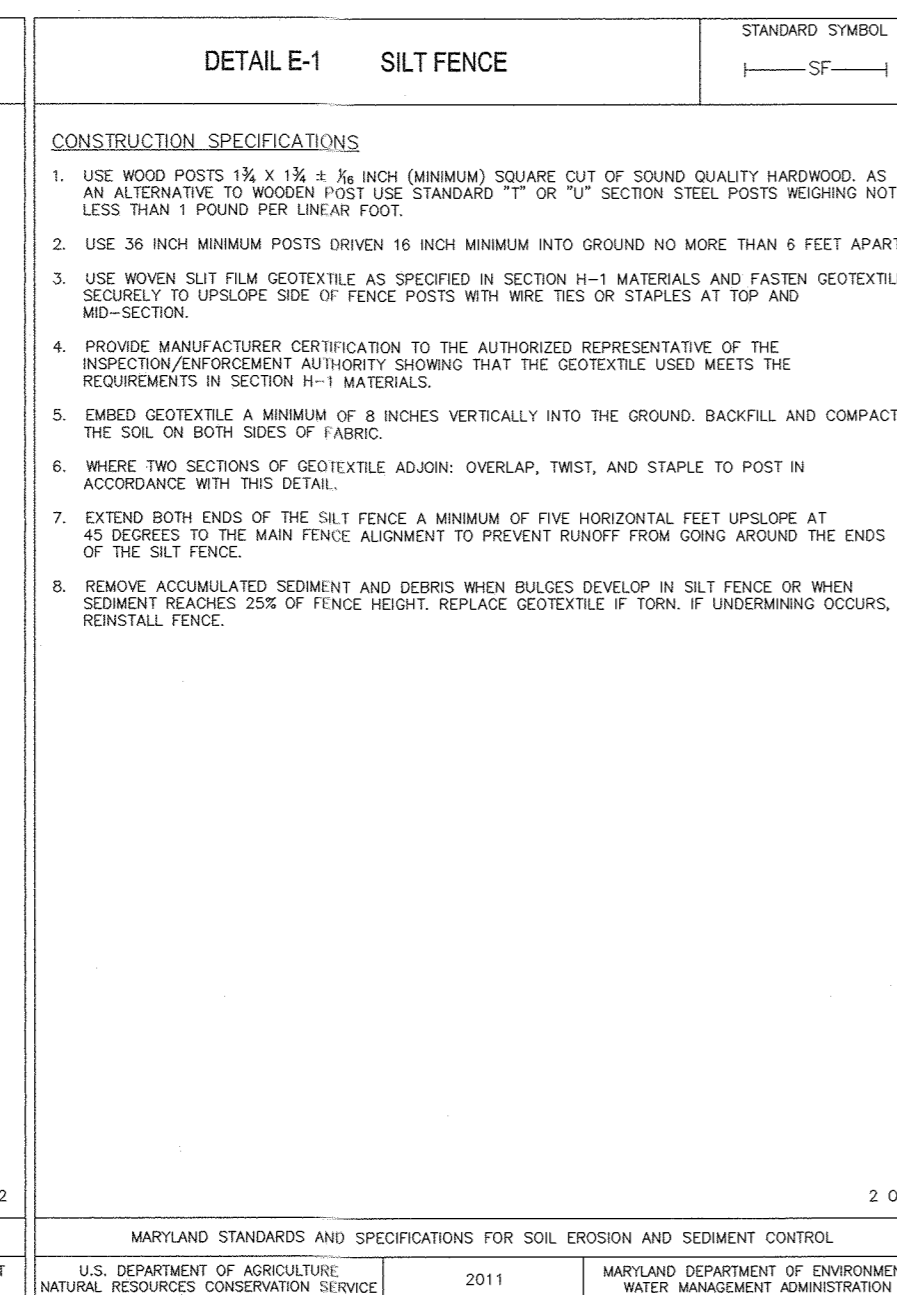 STANDARD SYMBOL
DETAIL E-1 SILT FENCE
SF
CONSTRUCTION SPECIFICATIONS
1. USE WOOD POSTS 1¾ X 1¾ ± 1⁄16 INCH (MINIMUM) SQUARE CUT OF SOUND QUALITY HARDWOOD. AS
AN ALTERNATIVE TO WOODEN POST USE STANDARD "T" OR "U" SECTION STEEL POSTS WEIGHING NOT
LESS THAN 1 POUND PER LINEAR FOOT.
2. USE 36 INCH MINIMUM POSTS DRIVEN 16 INCH MINIMUM INTO GROUND NO MORE THAN 6 FEET APART
3. USE WOVEN SLIT FILM GEOTEXTILE AS SPECIFIED IN SECTION H-1 MATERIALS AND FASTEN GEOTEXTIL
SECURELY TO UPSLOPE SIDE OF FENCE POSTS WITH WIRE TIES OR STAPLES AT TOP AND
MID-SECTION.
4. PROVIDE MANUFACTURER CERTIFICATION TO THE AUTHORIZED REPRESENTATIVE OF THE
INSPECTION/ENFORCEMENT AUTHORITY SHOWING THAT THE GEOTEXTILE USED MEETS THE
REQUIREMENTS IN SECTION H-1 MATERIALS.
5. EMBED GEOTEXTILE A MINIMUM OF 8 INCHES VERTICALLY INTO THE GROUND. BACKFILL AND COMPACT
THE SOIL ON BOTH SIDES OF FABRIC.
6. WHERE TWO SECTIONS OF GEOTEXTILE ADJOIN: OVERLAP, TWIST, AND STAPLE TO POST IN
ACCORDANCE WITH THIS DETAIL.
7. EXTEND BOTH ENDS OF THE SILT FENCE A MINIMUM OF FIVE HORIZONTAL FEET UPSLOPE AT
45 DEGREES TO THE MAIN FENCE ALIGNMENT TO PREVENT RUNOFF FROM GOING AROUND THE ENDS
OF THE SILT FENCE.
8. REMOVE ACCUMULATED SEDIMENT AND DEBRIS WHEN BULGES DEVELOP IN SILT FENCE OR WHEN
SEDIMENT REACHES 25% OF FENCE HEIGHT. REPLACE GEOTEXTILE IF TORN. IF UNDERMINING OCCURS,
REINSTALL FENCE.
2
2 O
MARYLAND STANDARDS AND SPECIFICATIONS FOR SOIL EROSION AND SEDIMENT CONTROL
T
U.S. DEPARTMENT OF AGRICULTURE
NATURAL RESOURCES CONSERVATION SERVICE
2011
MARYLAND DEPARTMENT OF ENVIRONMEN
WATER MANAGEMENT ADMINISTRATION